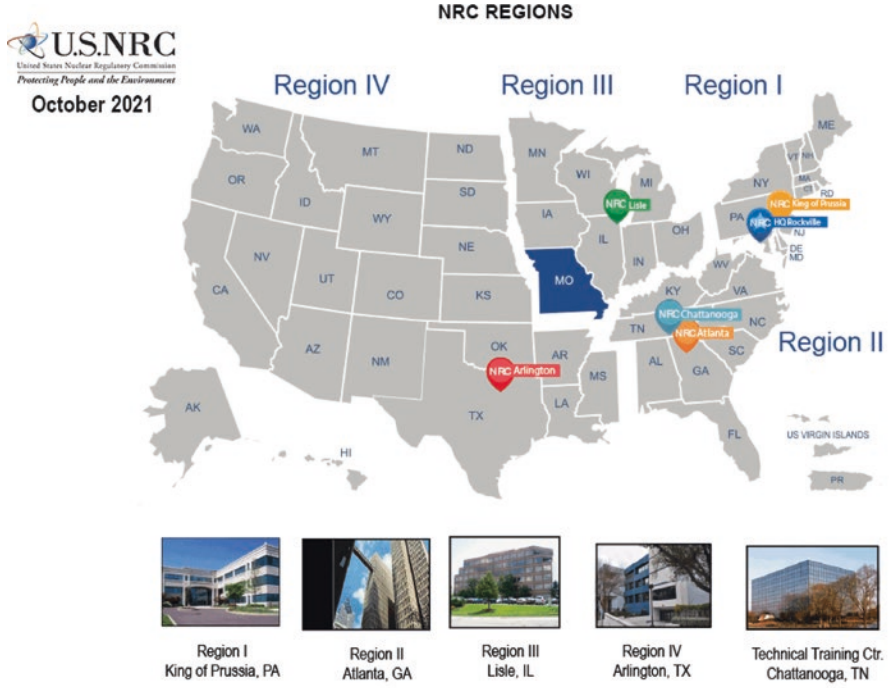 NRC REGIONS
U.S.NRC
United States Nuclear Regulatory Commission
Protecting People and the Environment
October 2021
Region IV
Region III
Region I
WA
MT
ND
MN
WI
MI
ME
VT
NH
MA
CT
RD
NY
OR
ID
SD
WY
IA
NE
NRC Lisle
NRC King of Prussia
PA
NRC HQ Rockville
NJ
DE
MD
NV
UT
CO
CA
KS
MO
IL
IN
OH
WV
VA
KY
NRC Chattanooga
NRC Atlanta
TN
NC
SC
Region II
AZ
NM
OK
AR
NRC Arlington
TX
LA
MS
AL
GA
FL
AK
HI
US VIRGIN ISLANDS
PR
Region I
King of Prussia, PA
Region II
Atlanta, GA
Region III
Lisle, IL
Region IV
Arlington, TX
Technical Training Ctr.
Chattanooga, TN